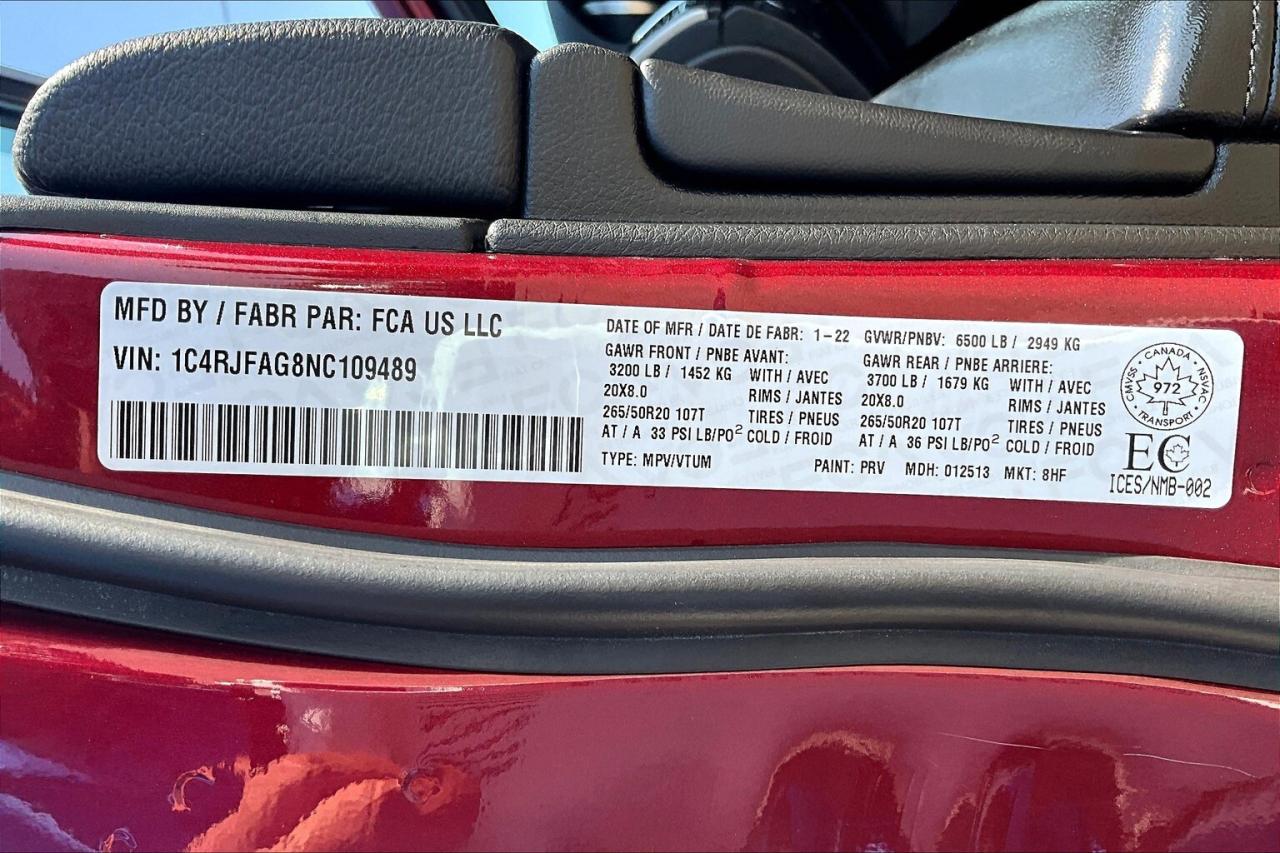 MFD BY / FABR PAR: FCA US LLC
VIN: 1C4RJFAG8NC109489
DATE OF MFR / DATE DE FABR: 1-22 GVWR/PNBV: 6500 LB / 2949 KG
GAWR FRONT / PNBE AVANT:
3200 LB / 1452 KG WITH / AVEC
20X8.0 RIMS / JANTES
265/50R20 107T TIRES / PNEUS
AT / A 33 PSI LB/PO² COLD / FROID
GAWR REAR / PNBE ARRIERE:
3700 LB / 1679 KG WITH / AVEC
20X8.0 RIMS / JANTES
265/50R20 107T TIRES / PNEUS
AT / A 36 PSI LB/PO² COLD / FROID
TYPE: MPV/VTUM PAINT: PRV MDH: 012513 MKT: 8HF
CANADA
CMVSS NSVAC
972
TRANSPORT
EC
ICES/NMB-002